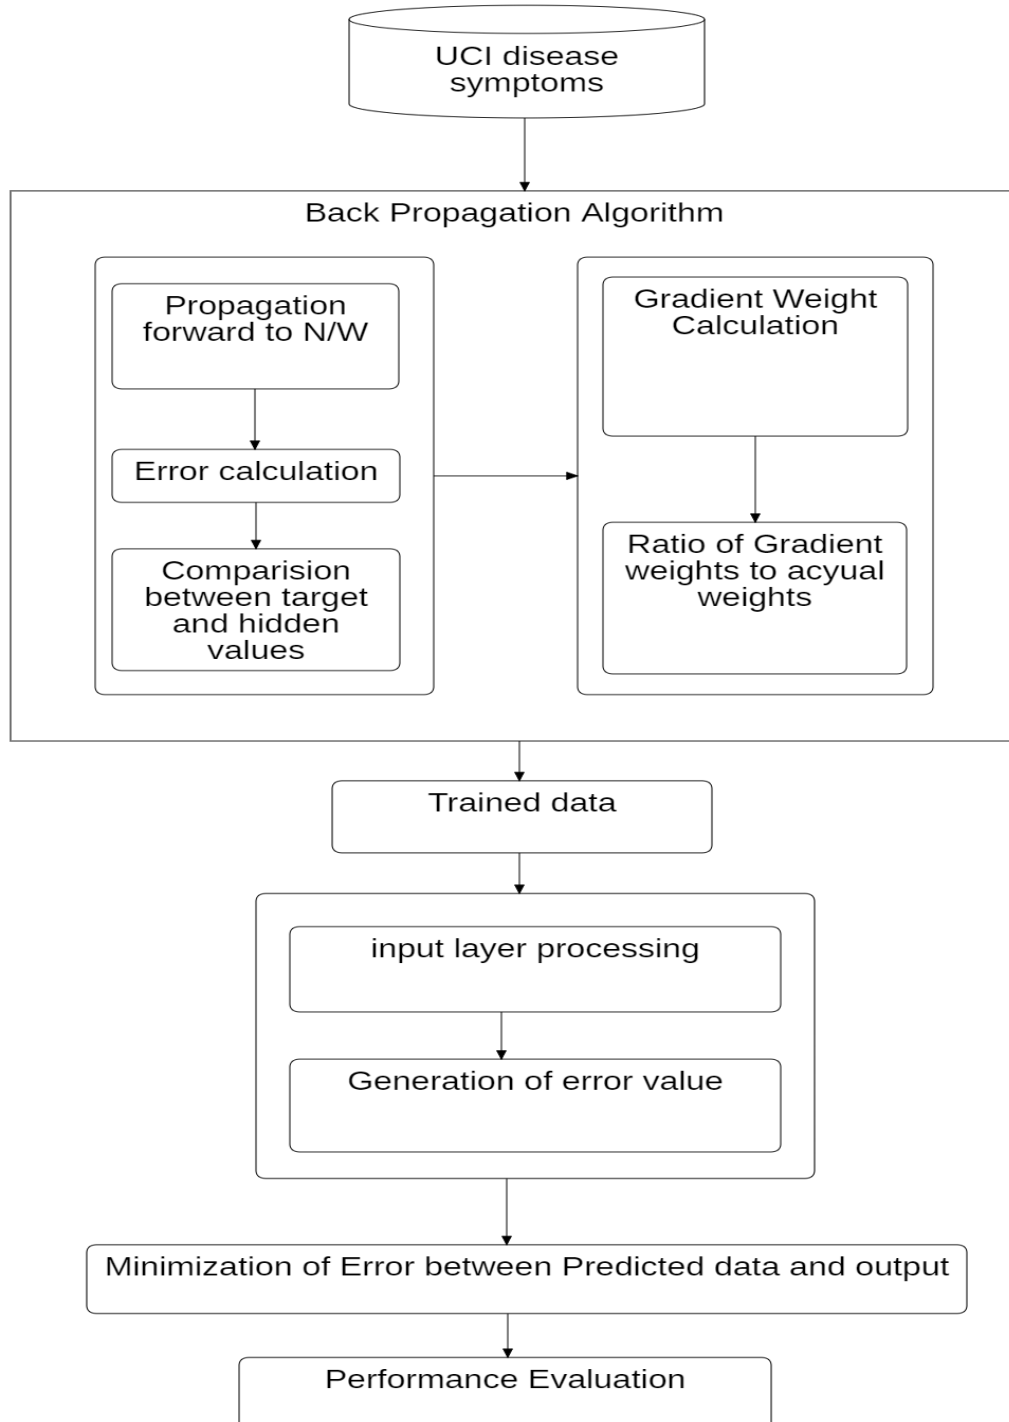 UCI disease
symptoms
Back Propagation Algorithm
Propagation
forward to N/W
Error calculation
Comparision
between target
and hidden
values
Gradient Weight
Calculation
Ratio of Gradient
weights to acyual
weights
Trained data
input layer processing
Generation of error value
Minimization of Error between Predicted data and output
Performance Evaluation